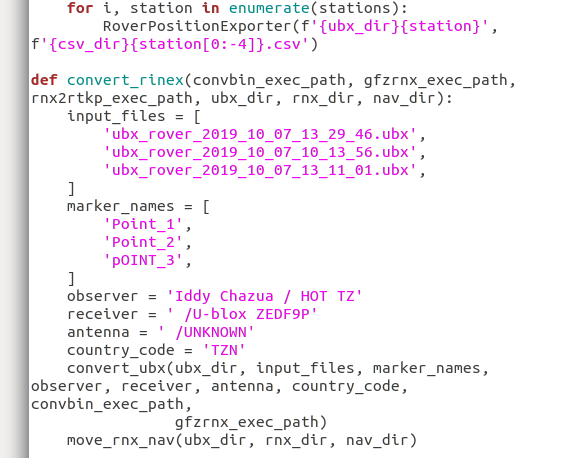 for i, station in enumerate(stations):
RoverPositionExporter(f'{ubx_dir}{station}',
f'{csv_dir}{station[0:-4]}.csv')
def convert_rinex(convbin_exec_path, gfzrnx_exec_path,
rnx2rtkp_exec_path, ubx_dir, rnx_dir, nav_dir):
input_files = [
'ubx_rover_2019_10_07_13_29_46.ubx',
'ubx_rover_2019_10_07_10_13_56.ubx',
'ubx_rover_2019_10_07_13_11_01.ubx',
]
marker_names = [
'Point_1',
'Point_2',
'pOINT_3',
]
observer = 'Iddy Chazua / HOT TZ'
receiver = ' /U-blox ZEDF9P'
antenna = ' /UNKNOWN'
country_code = 'TZN'
convert_ubx(ubx_dir, input_files, marker_names,
observer, receiver, antenna, country_code,
convbin_exec_path,
gfzrnx_exec_path)
move_rnx_nav(ubx_dir, rnx_dir, nav_dir)